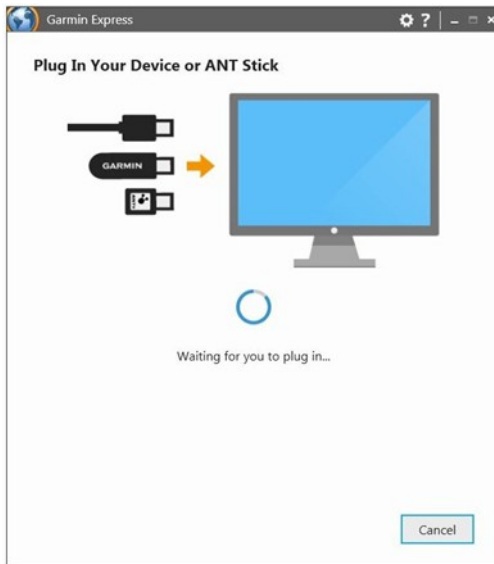 Garmin Express
Plug In Your Device or ANT Stick
GARMIN
Waiting for you to plug in...
Cancel